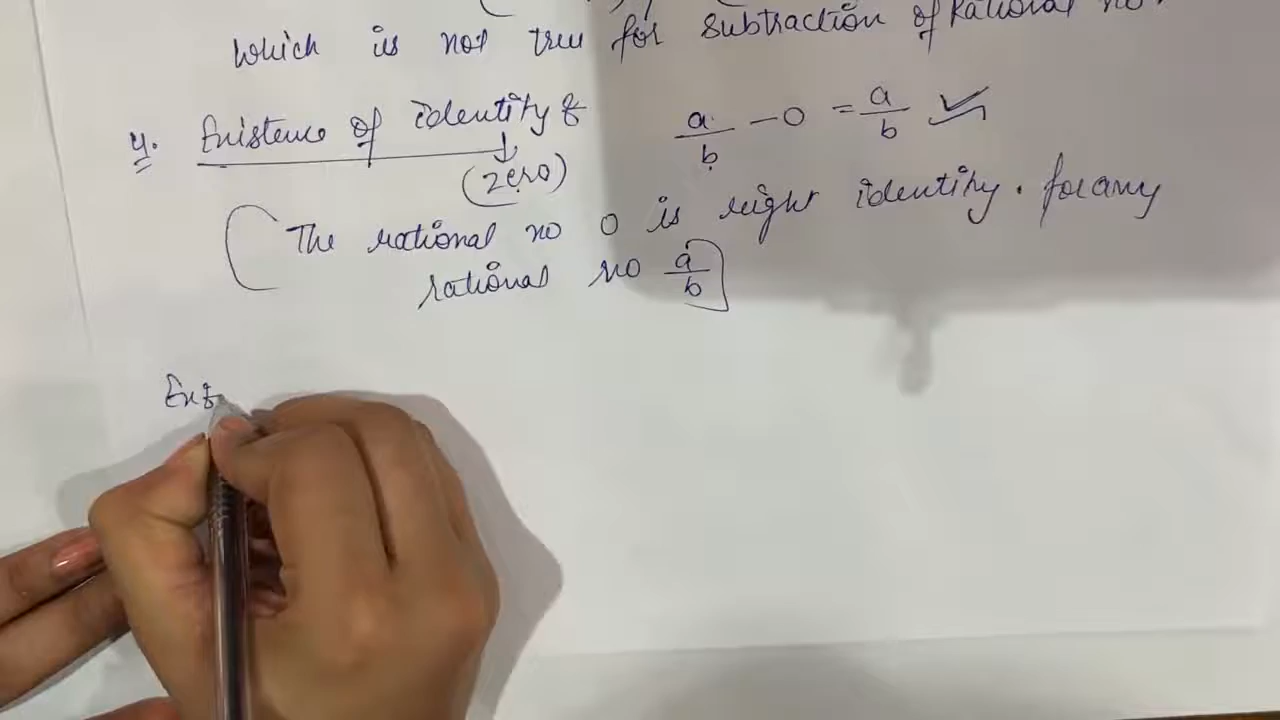 which is not true for subtraction of Rational no.
4. Existence of identity :
(zero)
a/b - 0 = a/b ✓
The rational no 0 is right identity. for any
rational no a/b
Ex: